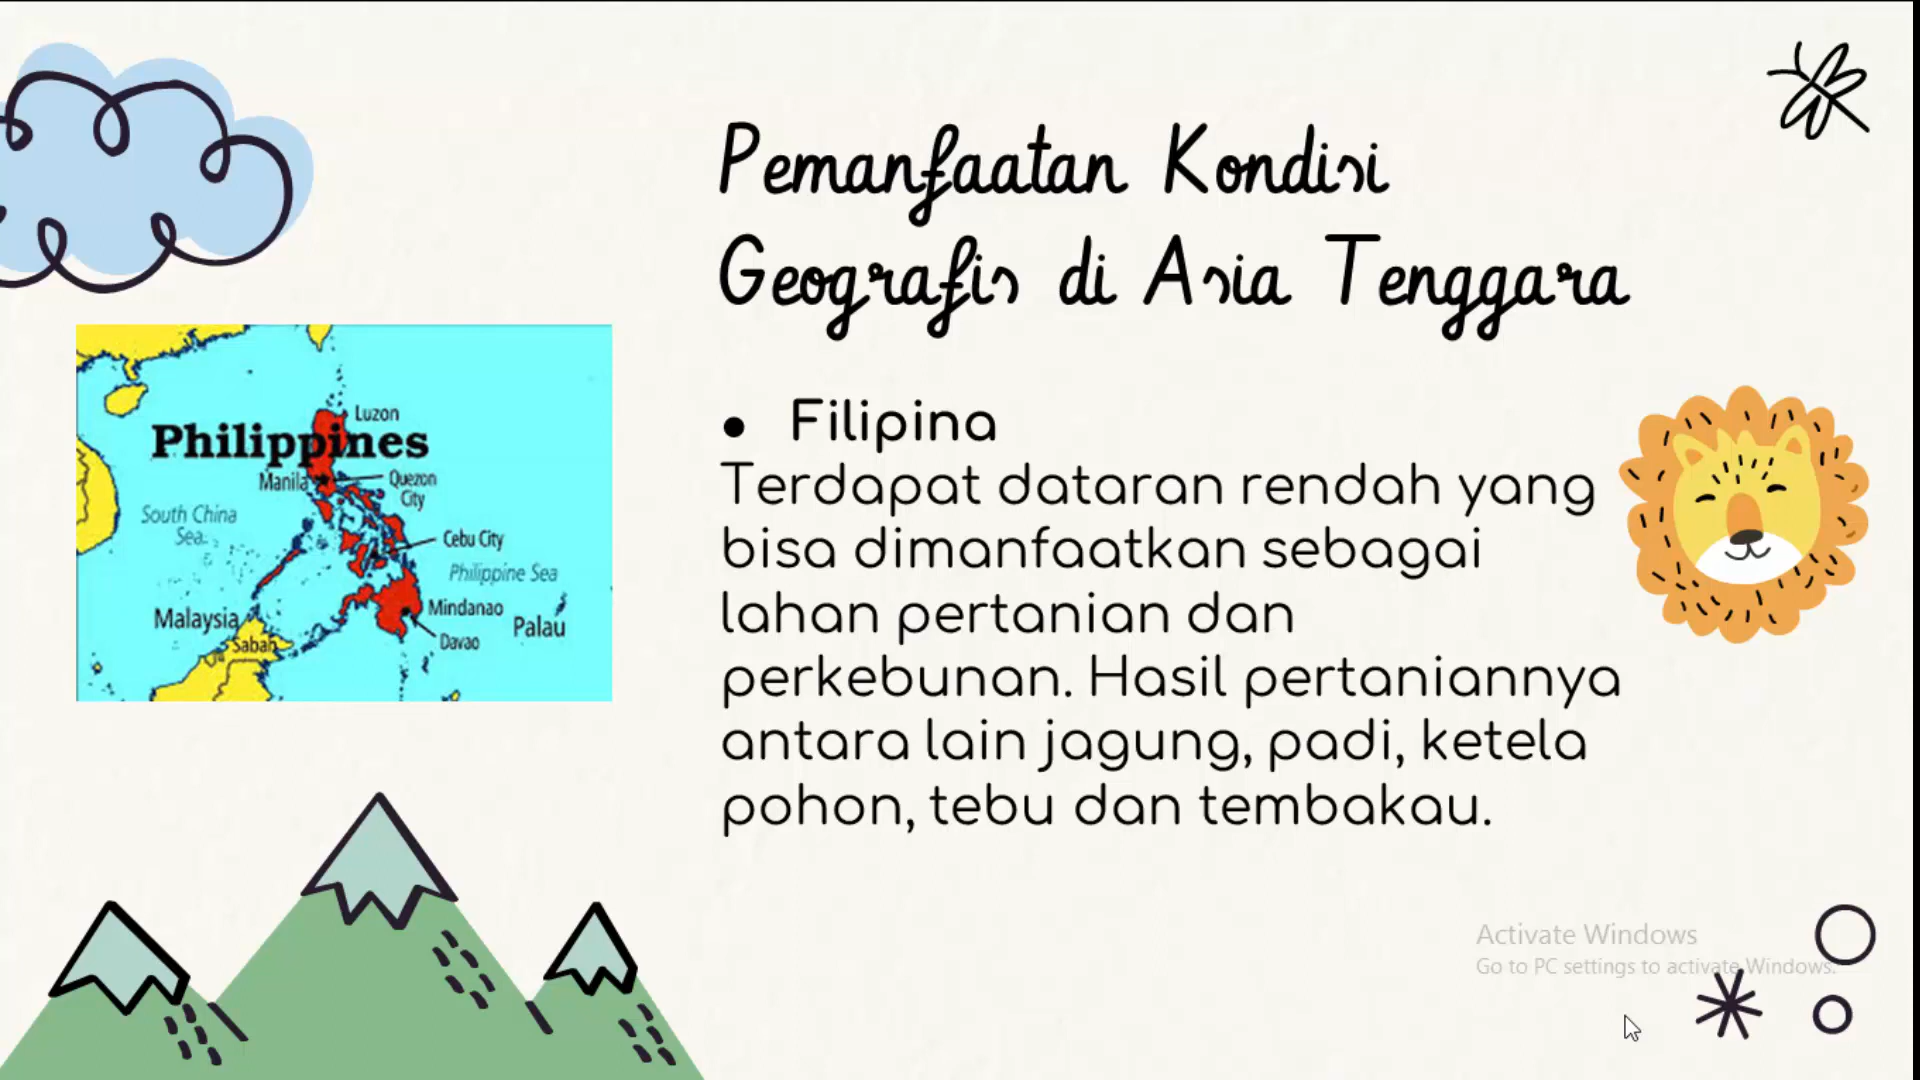 Pemanfaatan Kondisi
Geografis di Asia Tenggara
Philippines
Luzon
Manila
Quezon
City
South China
Sea
Cebu City
Philippine Sea
Malaysia
Sabah
Mindanao
Davao
Palau
• Filipina
Terdapat dataran rendah yang
bisa dimanfaatkan sebagai
lahan pertanian dan
perkebunan. Hasil pertaniannya
antara lain jagung, padi, ketela
pohon, tebu dan tembakau.
Activate Windows
Go to PC settings to activate Windows.